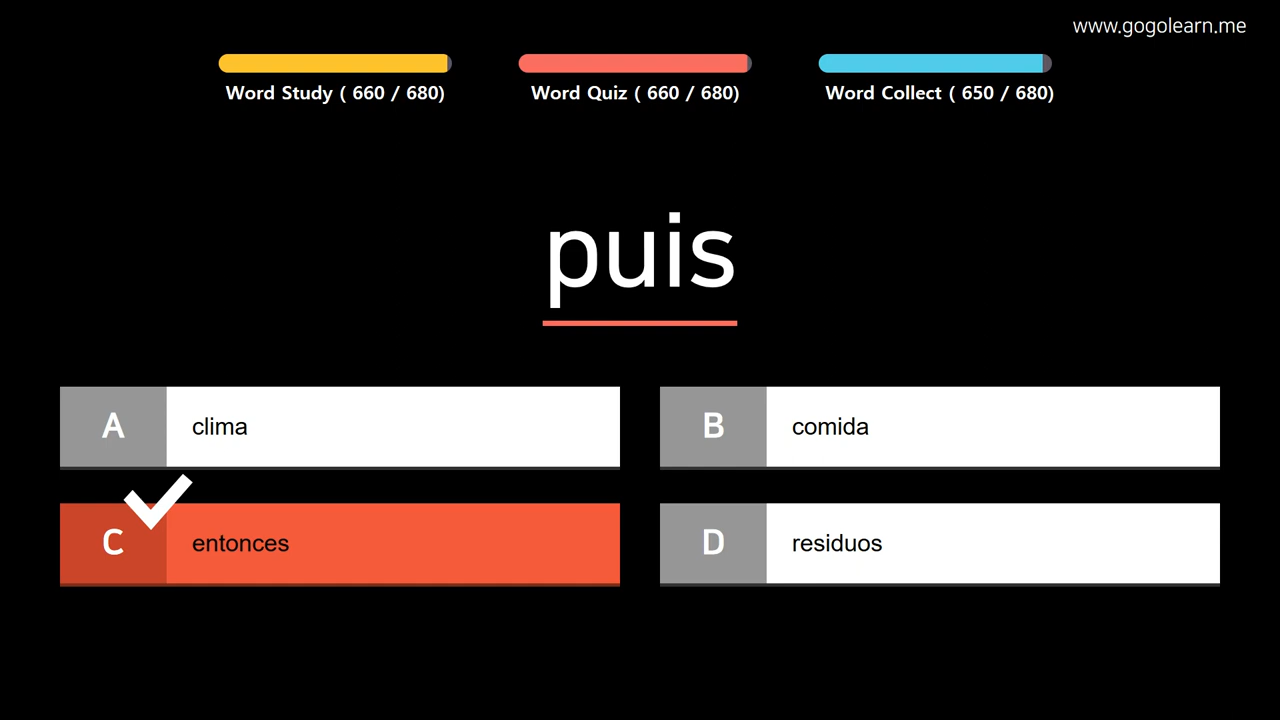 www.gogolearn.me
Word Study ( 660 / 680)
Word Quiz ( 660 / 680)
Word Collect ( 650 / 680)
puis
A clima
B comida
C entonces
D residuos